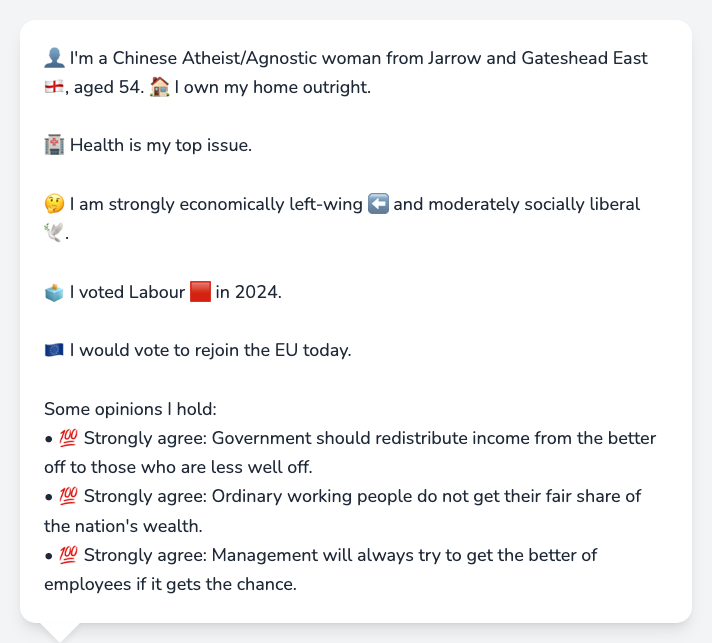 👤 I'm a Chinese Atheist/Agnostic woman from Jarrow and Gateshead East
🏴󠁧󠁢󠁥󠁮󠁧󠁿, aged 54. 🏠 I own my home outright.
🏥 Health is my top issue.
🤔 I am strongly economically left-wing ⬅️ and moderately socially liberal
🕊️.
🗳️ I voted Labour 🟥 in 2024.
🇪🇺 I would vote to rejoin the EU today.
Some opinions I hold:
• 💯 Strongly agree: Government should redistribute income from the better
off to those who are less well off.
• 💯 Strongly agree: Ordinary working people do not get their fair share of
the nation's wealth.
• 💯 Strongly agree: Management will always try to get the better of
employees if it gets the chance.